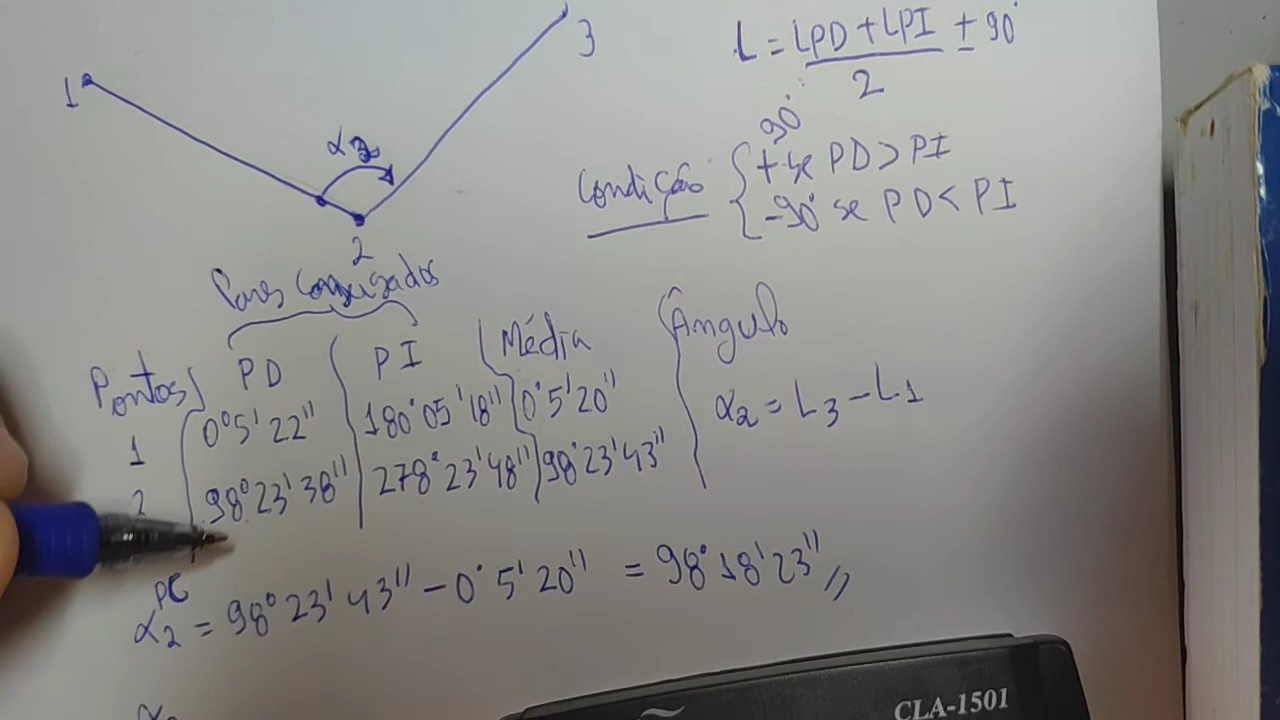 1
3
α2
2
L = LPD + LPI ± 90°
2
Condição { +90° se PD > PI
-90° se PD < PI
Pares Conjugados
Pontos PD PI Média Ângulo
1 0°5'22" 180°05'18" 0°5'20" α2 = L3 - L1
2 98°23'38" 278°23'48" 98°23'43"
PC
α2 = 98°23'43" - 0°5'20" = 98°18'23"//
CLA-1501